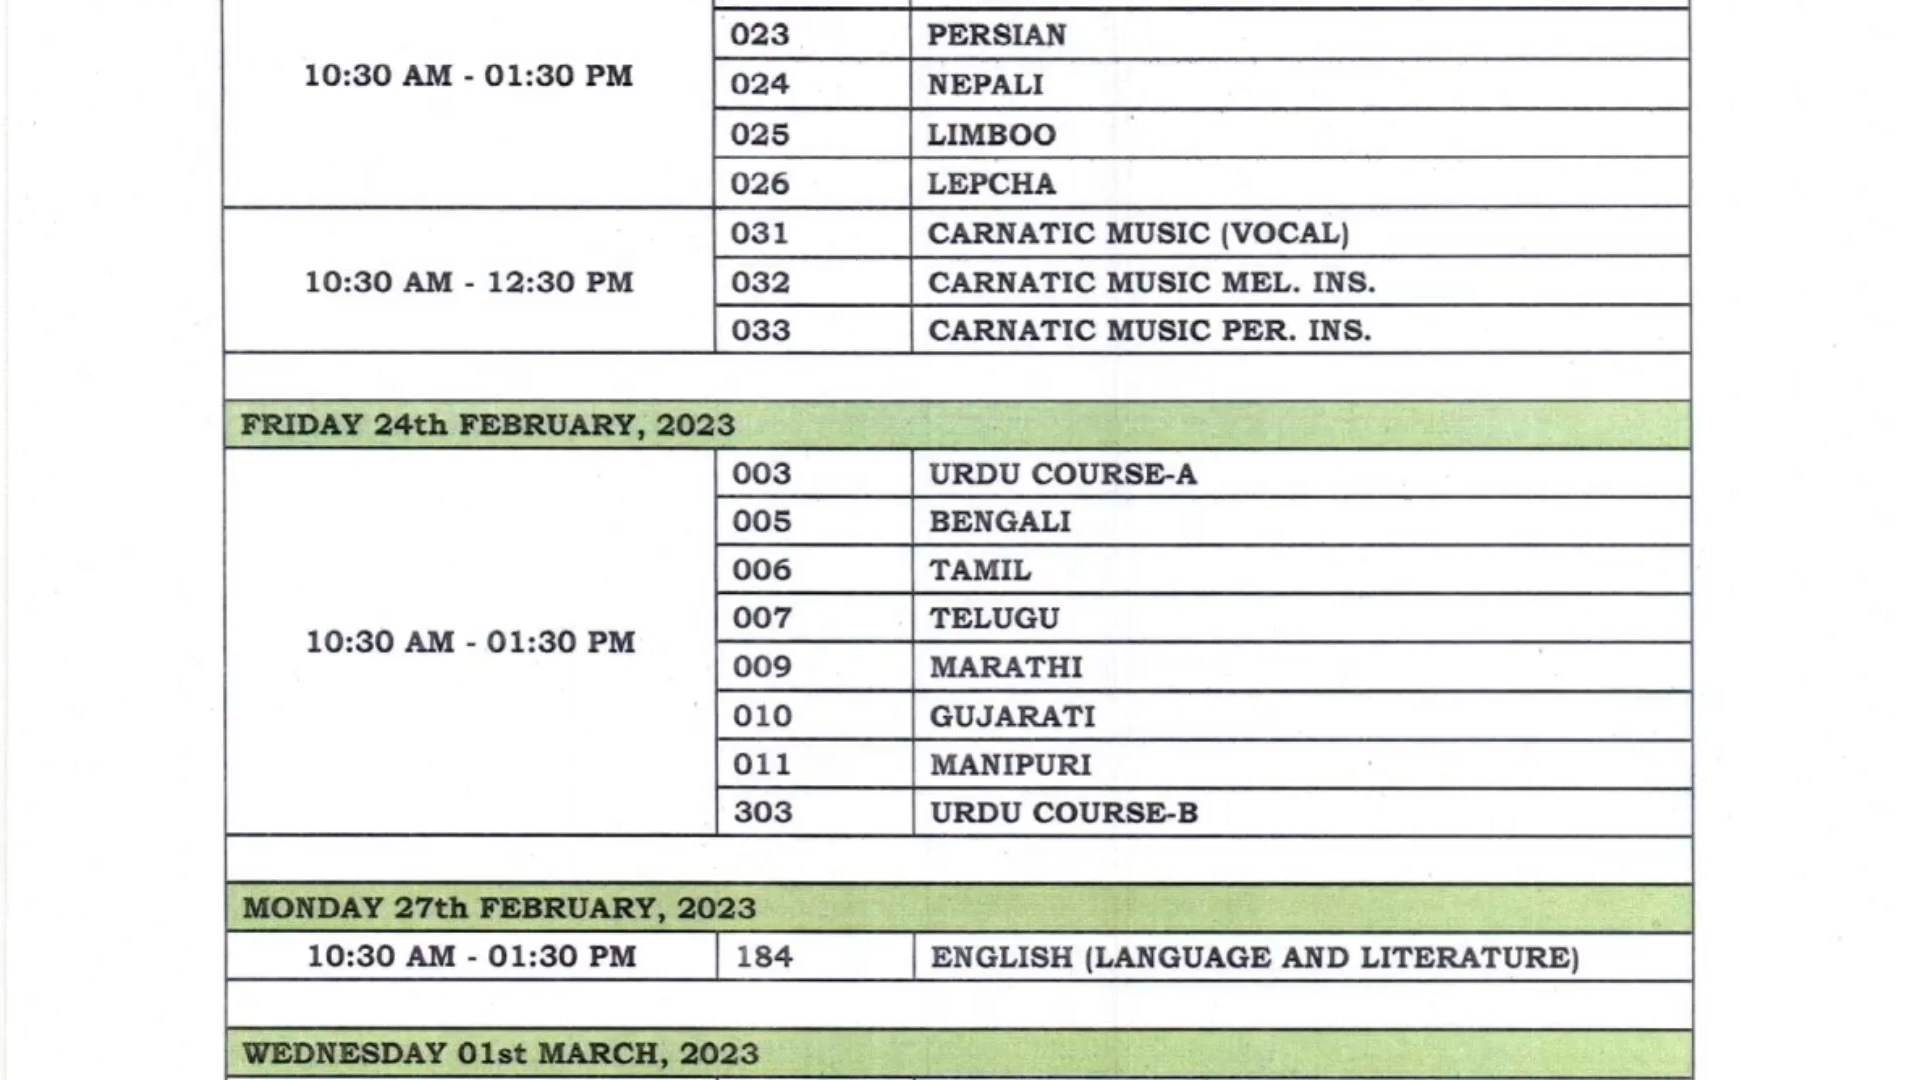 023 PERSIAN
10:30 AM - 01:30 PM
024 NEPALI
025 LIMBOO
026 LEPCHA
031 CARNATIC MUSIC (VOCAL)
10:30 AM - 12:30 PM 032 CARNATIC MUSIC MEL. INS.
033 CARNATIC MUSIC PER. INS.
FRIDAY 24th FEBRUARY, 2023
003 URDU COURSE-A
005 BENGALI
006 TAMIL
007 TELUGU
10:30 AM - 01:30 PM
009 MARATHI
010 GUJARATI
011 MANIPURI
303 URDU COURSE-B
MONDAY 27th FEBRUARY, 2023
10:30 AM - 01:30 PM 184 ENGLISH (LANGUAGE AND LITERATURE)
WEDNESDAY 01st MARCH, 2023